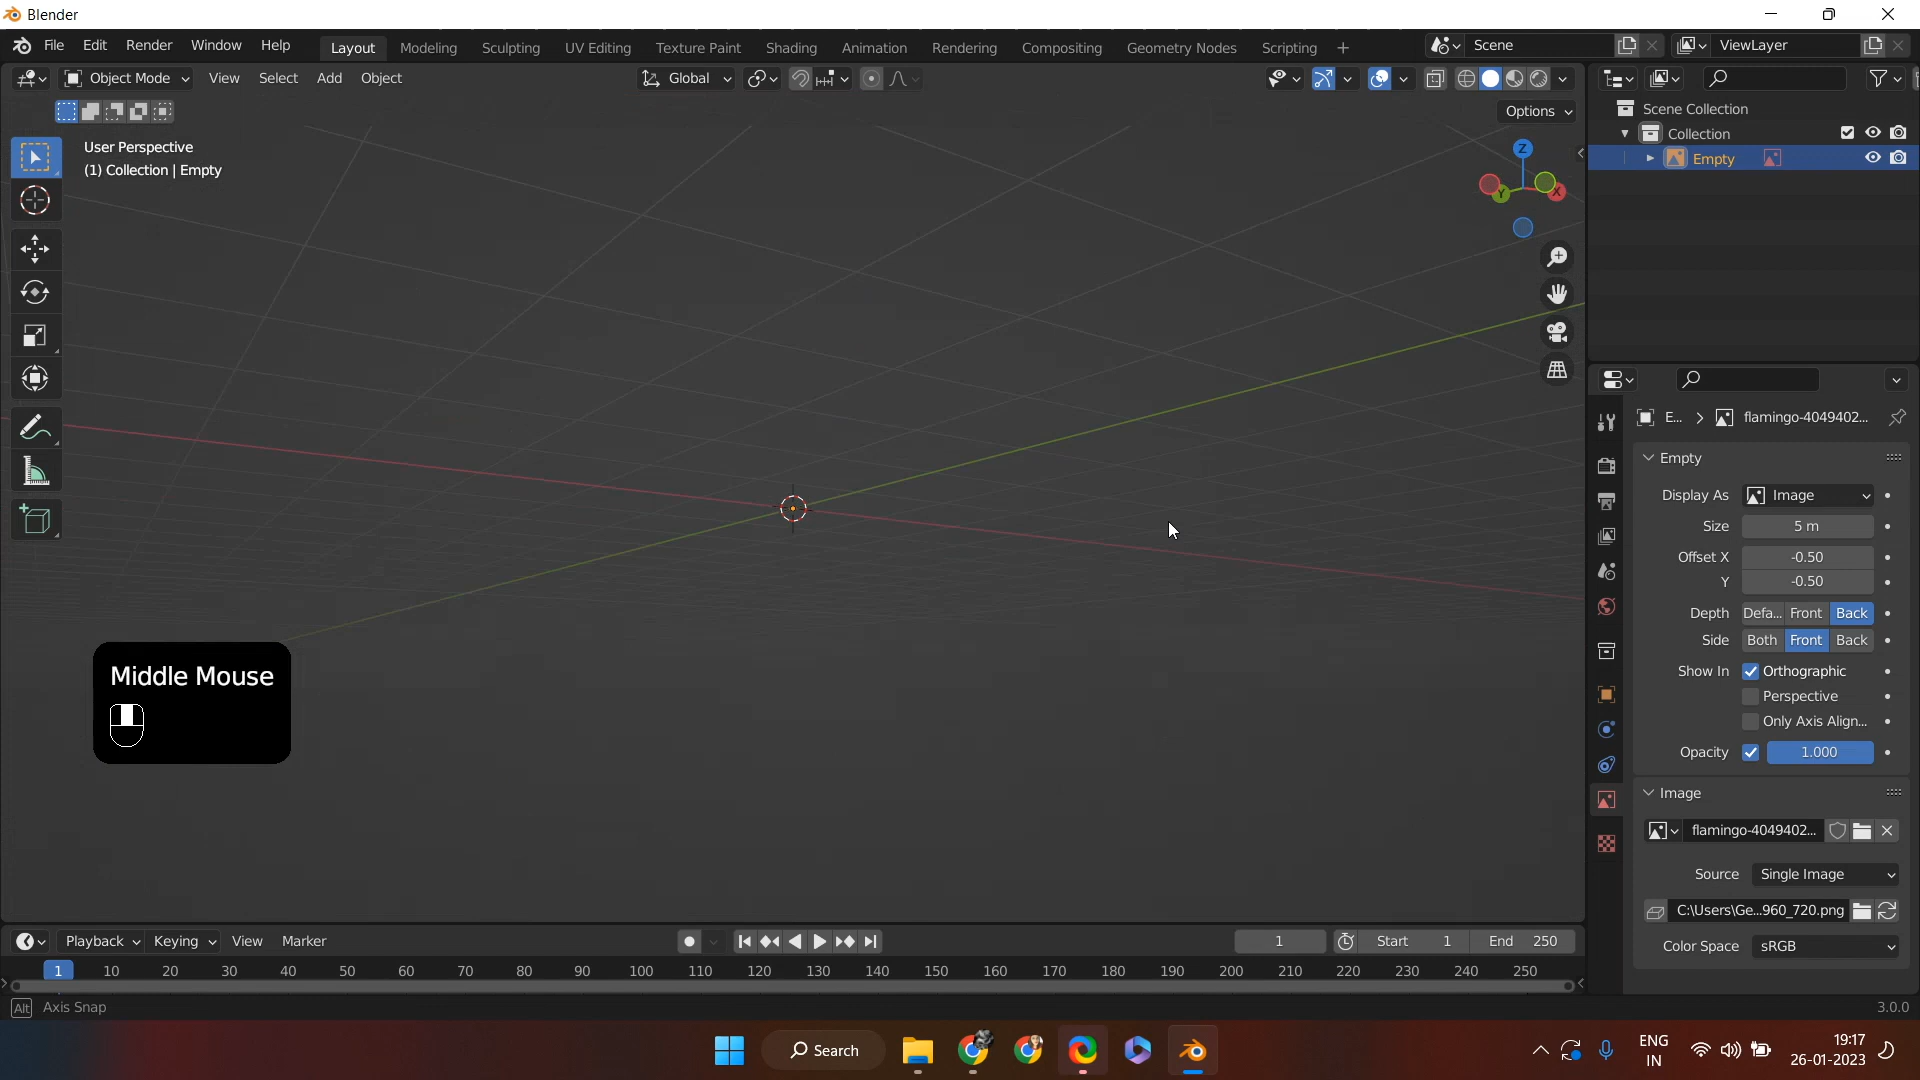 Blender
File Edit Render Window Help Layout Modeling Sculpting UV Editing Texture Paint Shading Animation Rendering Compositing Geometry Nodes Scripting + Scene ViewLayer
Object Mode View Select Add Object Global
Options
User Perspective
(1) Collection | Empty
Z
Y
X
Scene Collection
Collection
Empty
E... > flamingo-4049402...
Empty
Display As Image
Size 5 m
Offset X -0.50
Y -0.50
Depth Defa... Front Back
Side Both Front Back
Show In Orthographic
Perspective
Only Axis Align...
Opacity 1.000
Image
flamingo-4049402...
Source Single Image
C:\Users\Ge...960_720.png
Color Space sRGB
Middle Mouse
Playback Keying View Marker 1 Start 1 End 250
1 10 20 30 40 50 60 70 80 90 100 110 120 130 140 150 160 170 180 190 200 210 220 230 240 250
Alt Axis Snap 3.0.0
Search
ENG
IN
19:17
26-01-2023